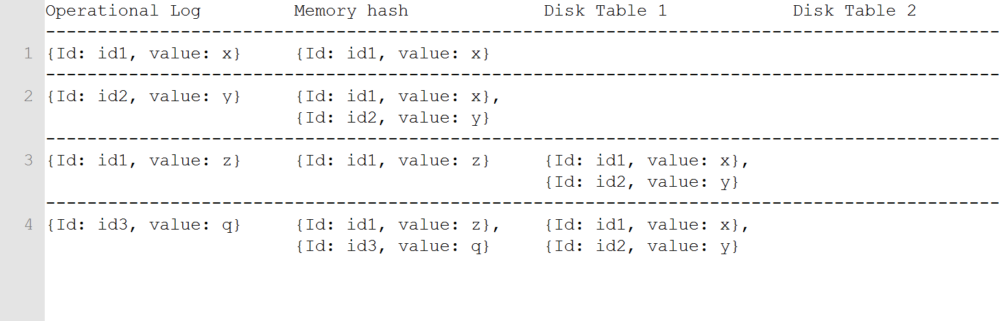 Operational Log Memory hash Disk Table 1 Disk Table 2
--------------------------------------------------------------------------------------------
1 {Id: id1, value: x} {Id: id1, value: x}
--------------------------------------------------------------------------------------------
2 {Id: id2, value: y} {Id: id1, value: x},
{Id: id2, value: y}
--------------------------------------------------------------------------------------------
3 {Id: id1, value: z} {Id: id1, value: z} {Id: id1, value: x},
{Id: id2, value: y}
--------------------------------------------------------------------------------------------
4 {Id: id3, value: q} {Id: id1, value: z}, {Id: id1, value: x},
{Id: id3, value: q} {Id: id2, value: y}